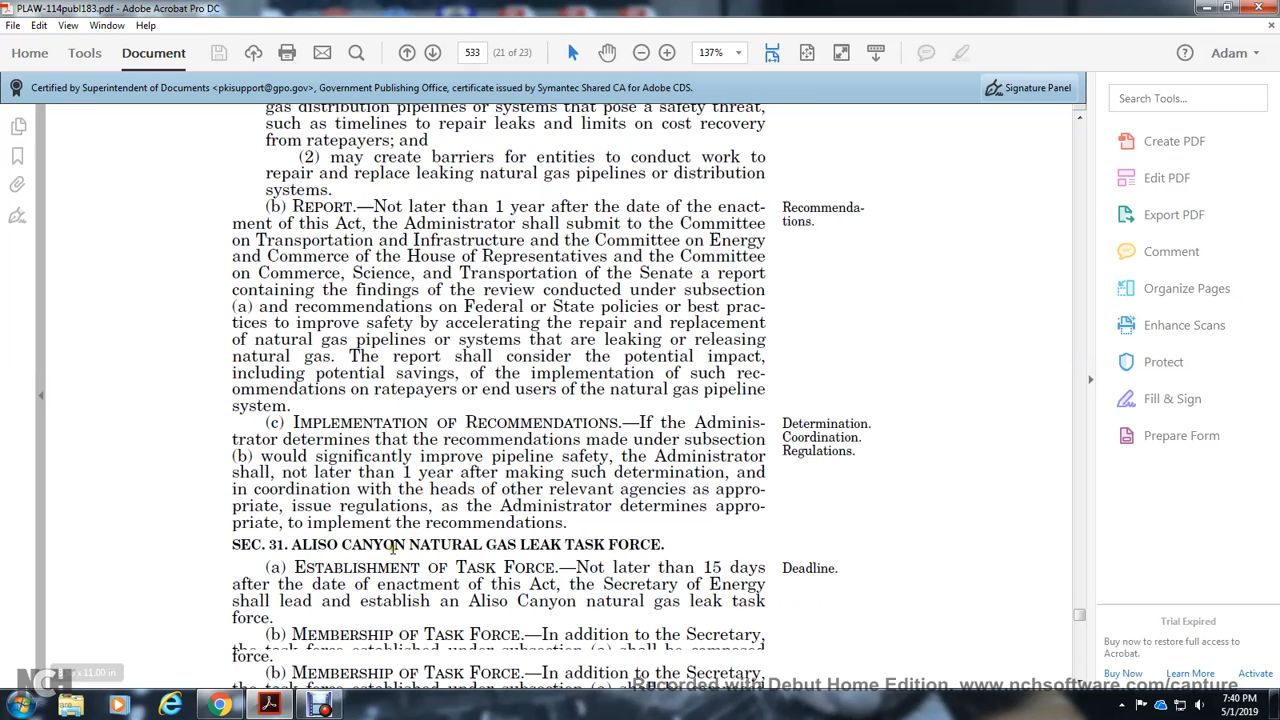 PLAW-114publ183.pdf - Adobe Acrobat Pro DC
File Edit View Window Help
Home Tools Document 533 (21 of 23) 137% Adam
Certified by Superintendent of Documents <pkisupport@gpo.gov>, Government Publishing Office, certificate issued by Symantec Shared CA for Adobe CDS. Signature Panel
gas distribution pipelines or systems that pose a safety threat,
such as timelines to repair leaks and limits on cost recovery
from ratepayers; and
(2) may create barriers for entities to conduct work to
repair and replace leaking natural gas pipelines or distribution
systems.
(b) REPORT.—Not later than 1 year after the date of the enact-
ment of this Act, the Administrator shall submit to the Committee
on Transportation and Infrastructure and the Committee on Energy
and Commerce of the House of Representatives and the Committee
on Commerce, Science, and Transportation of the Senate a report
containing the findings of the review conducted under subsection
(a) and recommendations on Federal or State policies or best prac-
tices to improve safety by accelerating the repair and replacement
of natural gas pipelines or systems that are leaking or releasing
natural gas. The report shall consider the potential impact,
including potential savings, of the implementation of such rec-
ommendations on ratepayers or end users of the natural gas pipeline
system.
(c) IMPLEMENTATION OF RECOMMENDATIONS.—If the Adminis-
trator determines that the recommendations made under subsection
(b) would significantly improve pipeline safety, the Administrator
shall, not later than 1 year after making such determination, and
in coordination with the heads of other relevant agencies as appro-
priate, issue regulations, as the Administrator determines appro-
priate, to implement the recommendations.
SEC. 31. ALISO CANYON NATURAL GAS LEAK TASK FORCE.
(a) ESTABLISHMENT OF TASK FORCE.—Not later than 15 days
after the date of enactment of this Act, the Secretary of Energy
shall lead and establish an Aliso Canyon natural gas leak task
force.
(b) MEMBERSHIP OF TASK FORCE.—In addition to the Secretary,
the task force established under subsection (a) shall be composed
force.
(b) MEMBERSHIP OF TASK FORCE.—In addition to the Secretary,
Recommenda-
tions.
Determination.
Coordination.
Regulations.
Deadline.
Search Tools...
Create PDF
Edit PDF
Export PDF
Comment
Organize Pages
Enhance Scans
Protect
Fill & Sign
Prepare Form
Trial Expired
Buy now to restore full access to
Acrobat.
Buy Now Learn More Activate
x 11.00 in
NCH
Recorded with Debut Home Edition. www.nchsoftware.com/capture
7:40 PM
5/1/2019